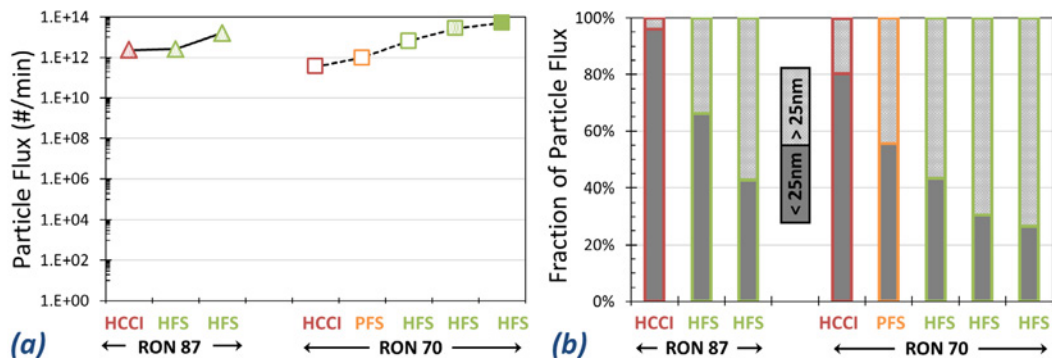 Particle Flux (#/min)
1.E+14
1.E+12
1.E+10
1.E+08
1.E+06
1.E+04
1.E+02
1.E+00
HCCI HFS HFS HCCI PFS HFS HFS HFS
(a) ← RON 87 → ← RON 70 →
Fraction of Particle Flux
100%
80%
60%
40%
20%
0%
< 25nm > 25nm
HCCI HFS HFS HCCI PFS HFS HFS HFS
(b) ← RON 87 → ← RON 70 →